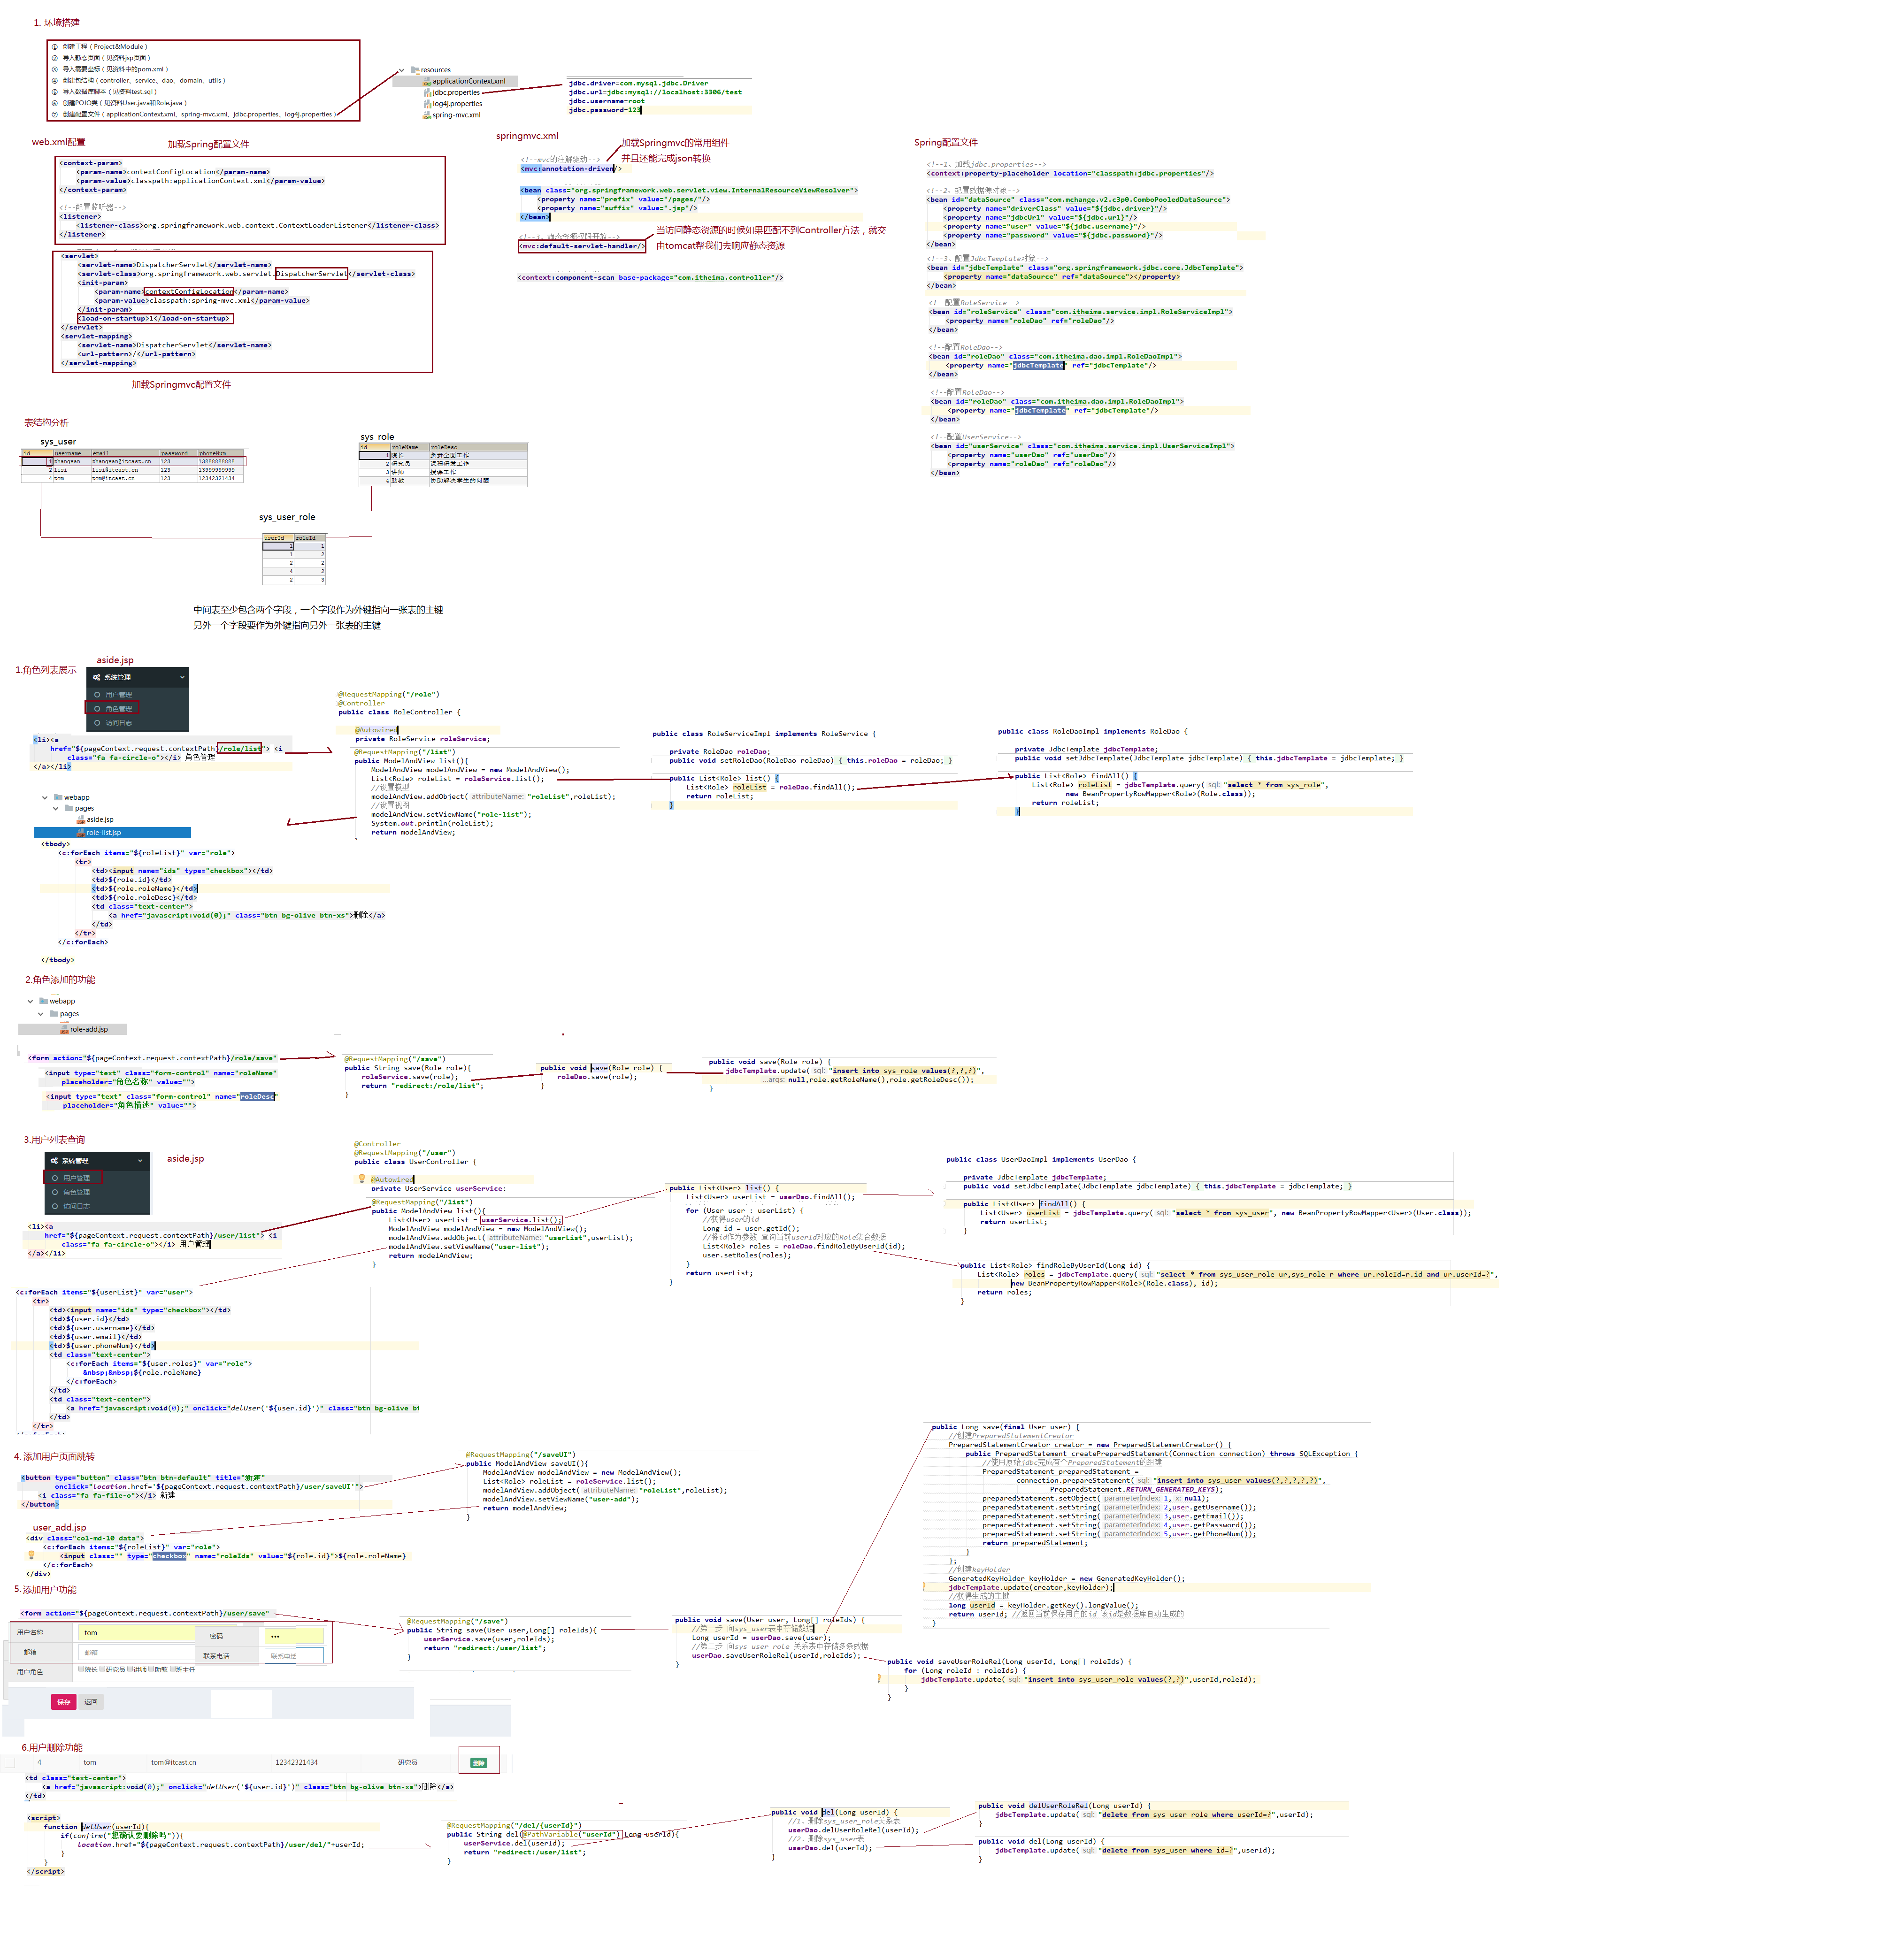 1. 环境搭建
① 创建工程（Project&Module）
② 导入静态页面（见资料jsp页面）
③ 导入需要坐标（见资料中的pom.xml）
④ 创建包结构（controller、service、dao、domain、utils）
⑤ 导入数据库脚本（见资料test.sql）
⑥ 创建POJO类（见资料User.java和Role.java）
⑦ 创建配置文件（applicationContext.xml、spring-mvc.xml、jdbc.properties、log4j.properties）
resources
applicationContext.xml
jdbc.properties
log4j.properties
spring-mvc.xml
jdbc.driver=com.mysql.jdbc.Driver
jdbc.url=jdbc:mysql://localhost:3306/test
jdbc.username=root
jdbc.password=123
web.xml配置
加载Spring配置文件
<context-param>
<param-name>contextConfigLocation</param-name>
<param-value>classpath:applicationContext.xml</param-value>
</context-param>
<!--配置监听器-->
<listener>
<listener-class>org.springframework.web.context.ContextLoaderListener</listener-class>
</listener>
<servlet>
<servlet-name>DispatcherServlet</servlet-name>
<servlet-class>org.springframework.web.servlet.DispatcherServlet</servlet-class>
<init-param>
<param-name>contextConfigLocation</param-name>
<param-value>classpath:spring-mvc.xml</param-value>
</init-param>
<load-on-startup>1</load-on-startup>
</servlet>
<servlet-mapping>
<servlet-name>DispatcherServlet</servlet-name>
<url-pattern>/</url-pattern>
</servlet-mapping>
加载Springmvc配置文件
springmvc.xml
加载Springmvc的常用组件
并且还能完成json转换
<!--mvc的注解驱动-->
<mvc:annotation-driven/>
<bean class="org.springframework.web.servlet.view.InternalResourceViewResolver">
<property name="prefix" value="/pages/"/>
<property name="suffix" value=".jsp"/>
</bean>
<!--3、静态资源权限开放-->
<mvc:default-servlet-handler/>
当访问静态资源的时候如果匹配不到Controller方法，就交
由tomcat帮我们去响应静态资源
<context:component-scan base-package="com.itheima.controller"/>
Spring配置文件
<!--1、加载jdbc.properties-->
<context:property-placeholder location="classpath:jdbc.properties"/>
<!--2、配置数据源对象-->
<bean id="dataSource" class="com.mchange.v2.c3p0.ComboPooledDataSource">
<property name="driverClass" value="${jdbc.driver}"/>
<property name="jdbcUrl" value="${jdbc.url}"/>
<property name="user" value="${jdbc.username}"/>
<property name="password" value="${jdbc.password}"/>
</bean>
<!--3、配置JdbcTemplate对象-->
<bean id="jdbcTemplate" class="org.springframework.jdbc.core.JdbcTemplate">
<property name="dataSource" ref="dataSource"></property>
</bean>
<!--配置RoleService-->
<bean id="roleService" class="com.itheima.service.impl.RoleServiceImpl">
<property name="roleDao" ref="roleDao"/>
</bean>
<!--配置RoleDao-->
<bean id="roleDao" class="com.itheima.dao.impl.RoleDaoImpl">
<property name="jdbcTemplate" ref="jdbcTemplate"/>
</bean>
<!--配置RoleDao-->
<bean id="roleDao" class="com.itheima.dao.impl.RoleDaoImpl">
<property name="jdbcTemplate" ref="jdbcTemplate"/>
</bean>
<!--配置UserService-->
<bean id="userService" class="com.itheima.service.impl.UserServiceImpl">
<property name="userDao" ref="userDao"/>
<property name="roleDao" ref="roleDao"/>
</bean>
表结构分析
sys_user
id username email password phoneNum
1 zhangsan zhangsan@itcast.cn 123 13888888888
2 lisi lisi@itcast.cn 123 13999999999
4 tom tom@itcast.cn 123 12342321434
sys_role
id roleName roleDesc
1 院长 负责全面工作
2 研究员 课程研发工作
3 讲师 授课工作
4 助教 协助解决学生的问题
sys_user_role
userId roleId
1 1
1 2
2 2
4 2
2 3
中间表至少包含两个字段，一个字段作为外键指向一张表的主键
另外一个字段要作为外键指向另外一张表的主键
1.角色列表展示
aside.jsp
系统管理
用户管理
角色管理
访问日志
<li><a
href="${pageContext.request.contextPath}/role/list"> <i
class="fa fa-circle-o"></i> 角色管理
</a></li>
@RequestMapping("/role")
@Controller
public class RoleController {
@Autowired
private RoleService roleService;
@RequestMapping("/list")
public ModelAndView list(){
ModelAndView modelAndView = new ModelAndView();
List<Role> roleList = roleService.list();
//设置模型
modelAndView.addObject( attributeName: "roleList",roleList);
//设置视图
modelAndView.setViewName("role-list");
System.out.println(roleList);
return modelAndView;
public class RoleServiceImpl implements RoleService {
private RoleDao roleDao;
public void setRoleDao(RoleDao roleDao) { this.roleDao = roleDao; }
public List<Role> list() {
List<Role> roleList = roleDao.findAll();
return roleList;
}
public class RoleDaoImpl implements RoleDao {
private JdbcTemplate jdbcTemplate;
public void setJdbcTemplate(JdbcTemplate jdbcTemplate) { this.jdbcTemplate = jdbcTemplate; }
public List<Role> findAll() {
List<Role> roleList = jdbcTemplate.query( sql: "select * from sys_role",
new BeanPropertyRowMapper<Role>(Role.class));
return roleList;
}
webapp
pages
aside.jsp
role-list.jsp
<tbody>
<c:forEach items="${roleList}" var="role">
<tr>
<td><input name="ids" type="checkbox"></td>
<td>${role.id}</td>
<td>${role.roleName}</td>
<td>${role.roleDesc}</td>
<td class="text-center">
<a href="javascript:void(0);" class="btn bg-olive btn-xs">删除</a>
</td>
</tr>
</c:forEach>
</tbody>
2.角色添加的功能
webapp
pages
role-add.jsp
<form action="${pageContext.request.contextPath}/role/save"
<input type="text" class="form-control" name="roleName"
placeholder="角色名称" value="">
<input type="text" class="form-control" name="roleDesc"
placeholder="角色描述" value="">
@RequestMapping("/save")
public String save(Role role){
roleService.save(role);
return "redirect:/role/list";
}
public void save(Role role) {
roleDao.save(role);
}
public void save(Role role) {
jdbcTemplate.update( sql: "insert into sys_role values(?,?,?)",
...args: null,role.getRoleName(),role.getRoleDesc());
}
3.用户列表查询
aside.jsp
系统管理
用户管理
角色管理
访问日志
<li><a
href="${pageContext.request.contextPath}/user/list"> <i
class="fa fa-circle-o"></i> 用户管理
</a></li>
@Controller
@RequestMapping("/user")
public class UserController {
@Autowired
private UserService userService;
@RequestMapping("/list")
public ModelAndView list(){
List<User> userList = userService.list();
ModelAndView modelAndView = new ModelAndView();
modelAndView.addObject( attributeName: "userList",userList);
modelAndView.setViewName("user-list");
return modelAndView;
}
public List<User> list() {
List<User> userList = userDao.findAll();
for (User user : userList) {
//获得user的id
Long id = user.getId();
//将id作为参数 查询当前userId对应的Role集合数据
List<Role> roles = roleDao.findRoleByUserId(id);
user.setRoles(roles);
}
return userList;
}
public class UserDaoImpl implements UserDao {
private JdbcTemplate jdbcTemplate;
public void setJdbcTemplate(JdbcTemplate jdbcTemplate) { this.jdbcTemplate = jdbcTemplate; }
public List<User> findAll() {
List<User> userList = jdbcTemplate.query( sql: "select * from sys_user", new BeanPropertyRowMapper<User>(User.class));
return userList;
}
public List<Role> findRoleByUserId(Long id) {
List<Role> roles = jdbcTemplate.query( sql: "select * from sys_user_role ur,sys_role r where ur.roleId=r.id and ur.userId=?",
new BeanPropertyRowMapper<Role>(Role.class), id);
return roles;
}
<c:forEach items="${userList}" var="user">
<tr>
<td><input name="ids" type="checkbox"></td>
<td>${user.id}</td>
<td>${user.username}</td>
<td>${user.email}</td>
<td>${user.phoneNum}</td>
<td class="text-center">
<c:forEach items="${user.roles}" var="role">
&nbsp;&nbsp;${role.roleName}
</c:forEach>
</td>
<td class="text-center">
<a href="javascript:void(0);" onclick="delUser('${user.id}')" class="btn bg-olive bt
</td>
</tr>
4. 添加用户页面跳转
<button type="button" class="btn btn-default" title="新建"
onclick="location.href='${pageContext.request.contextPath}/user/saveUI'">
<i class="fa fa-file-o"></i> 新建
</button>
user_add.jsp
<div class="col-md-10 data">
<c:forEach items="${roleList}" var="role">
<input class="" type="checkbox" name="roleIds" value="${role.id}">${role.roleName}
</c:forEach>
</div>
@RequestMapping("/saveUI")
public ModelAndView saveUI(){
ModelAndView modelAndView = new ModelAndView();
List<Role> roleList = roleService.list();
modelAndView.addObject( attributeName: "roleList",roleList);
modelAndView.setViewName("user-add");
return modelAndView;
}
5. 添加用户功能
<form action="${pageContext.request.contextPath}/user/save"
用户名称 tom 密码 •••
邮箱 邮箱 联系电话 联系电话
用户角色 院长 研究员 讲师 助教 班主任
保存 返回
@RequestMapping("/save")
public String save(User user,Long[] roleIds){
userService.save(user,roleIds);
return "redirect:/user/list";
}
public void save(User user, Long[] roleIds) {
//第一步 向sys_user表中存储数据
Long userId = userDao.save(user);
//第二步 向sys_user_role 关系表中存储多条数据
userDao.saveUserRoleRel(userId,roleIds);
}
public Long save(final User user) {
//创建PreparedStatementCreator
PreparedStatementCreator creator = new PreparedStatementCreator() {
public PreparedStatement createPreparedStatement(Connection connection) throws SQLException {
//使用原始jdbc完成有个PreparedStatement的组建
PreparedStatement preparedStatement =
connection.prepareStatement( sql: "insert into sys_user values(?,?,?,?,?)",
PreparedStatement.RETURN_GENERATED_KEYS);
preparedStatement.setObject( parameterIndex: 1, x: null);
preparedStatement.setString( parameterIndex: 2,user.getUsername());
preparedStatement.setString( parameterIndex: 3,user.getEmail());
preparedStatement.setString( parameterIndex: 4,user.getPassword());
preparedStatement.setString( parameterIndex: 5,user.getPhoneNum());
return preparedStatement;
}
};
//创建keyHolder
GeneratedKeyHolder keyHolder = new GeneratedKeyHolder();
jdbcTemplate.update(creator,keyHolder);
//获得生成的主键
long userId = keyHolder.getKey().longValue();
return userId; //返回当前保存用户的id 该id是数据库自动生成的
}
public void saveUserRoleRel(Long userId, Long[] roleIds) {
for (Long roleId : roleIds) {
jdbcTemplate.update( sql: "insert into sys_user_role values(?,?)",userId,roleId);
}
}
6.用户删除功能
4 tom tom@itcast.cn 12342321434 研究员 删除
<td class="text-center">
<a href="javascript:void(0);" onclick="delUser('${user.id}')" class="btn bg-olive btn-xs">删除</a>
</td>
<script>
function delUser(userId){
if(confirm("您确认要删除吗")){
location.href="${pageContext.request.contextPath}/user/del/"+userId;
}
}
</script>
@RequestMapping("/del/{userId}")
public String del(@PathVariable("userId") Long userId){
userService.del(userId);
return "redirect:/user/list";
}
public void del(Long userId) {
//1、删除sys_user_role关系表
userDao.delUserRoleRel(userId);
//2、删除sys_user表
userDao.del(userId);
}
public void delUserRoleRel(Long userId) {
jdbcTemplate.update( sql: "delete from sys_user_role where userId=?",userId);
}
public void del(Long userId) {
jdbcTemplate.update( sql: "delete from sys_user where id=?",userId);
}